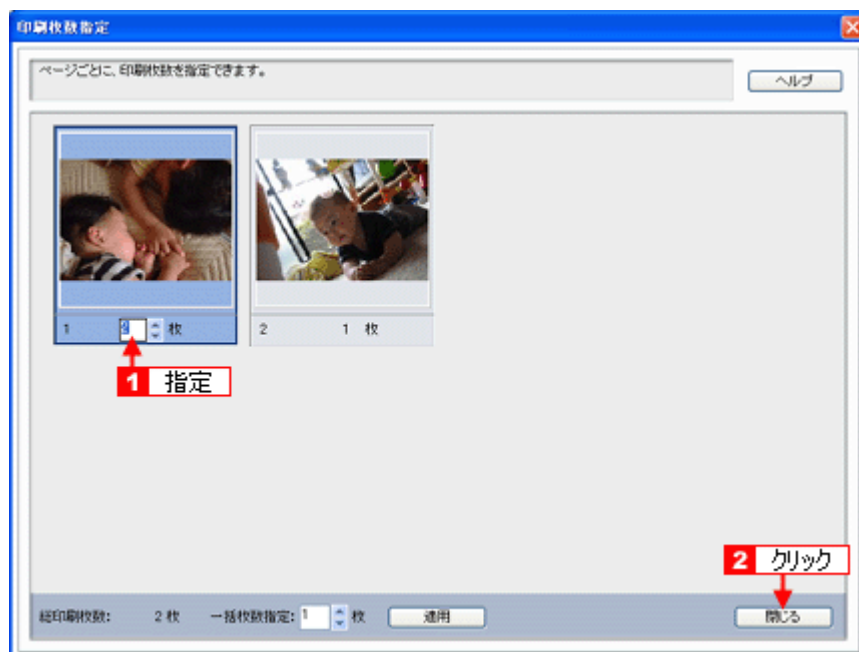 印刷枚数指定
ページごとに、印刷枚数を指定できます。
ヘルプ
1 枚
2 1 枚
1 指定
2 クリック
総印刷枚数: 2 枚 一括枚数指定: 1 枚 適用 閉じる